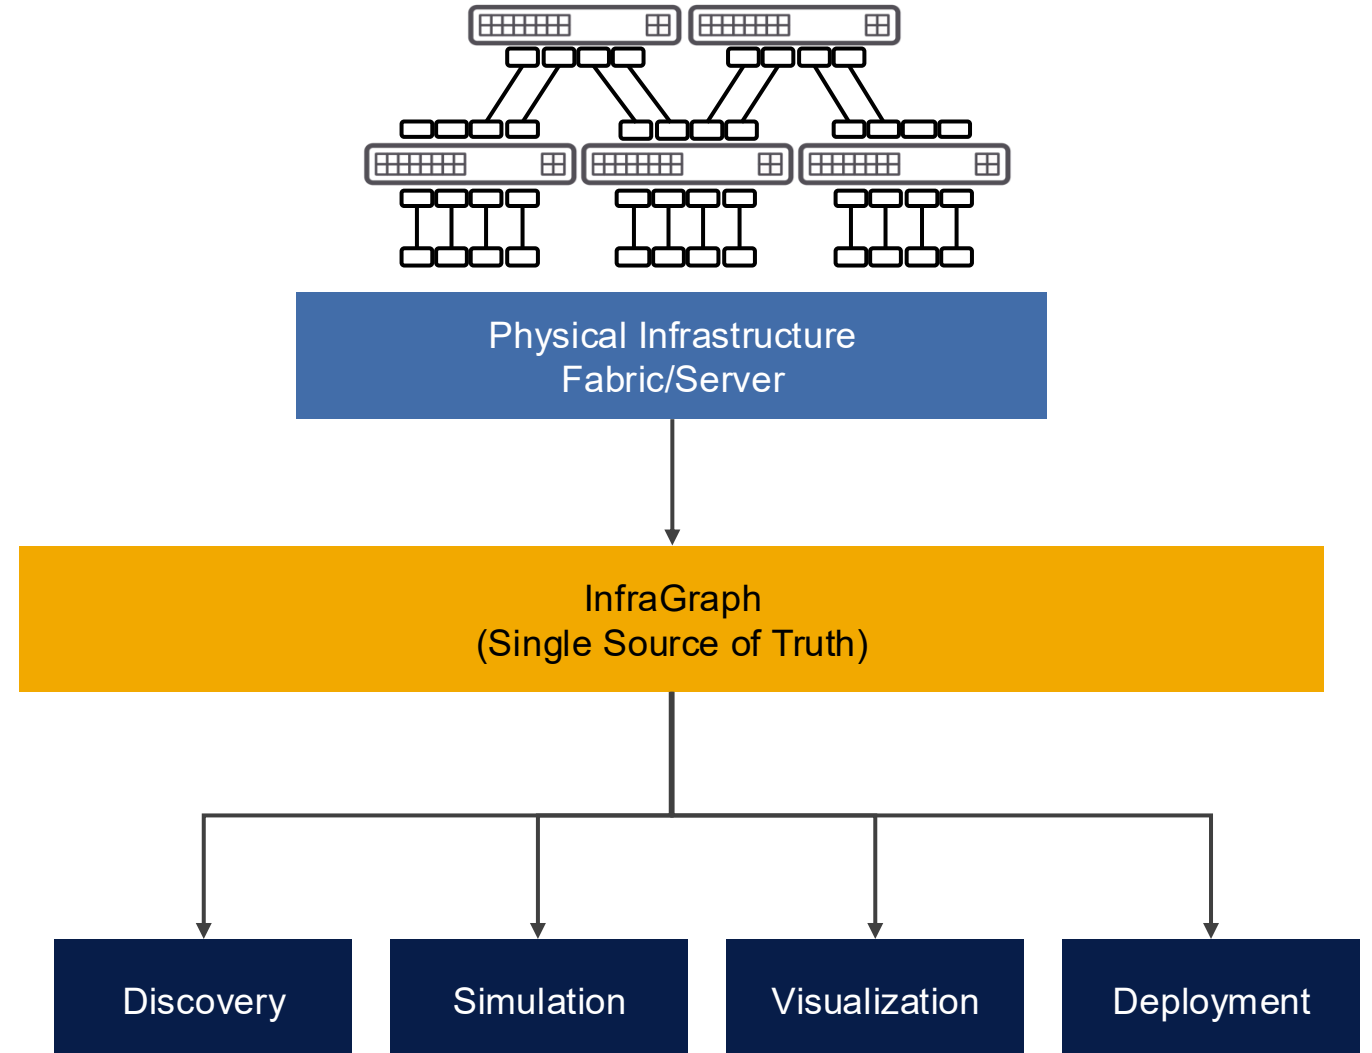 Physical Infrastructure
Fabric/Server
InfraGraph
(Single Source of Truth)
Discovery
Simulation
Visualization
Deployment